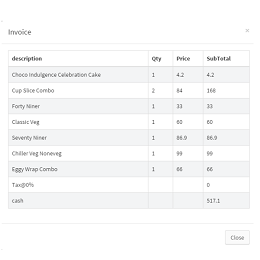 Invoice ×
description Qty Price SubTotal
Choco Indulgence Celebration Cake 1 4.2 4.2
Cup Slice Combo 2 84 168
Forty Niner 1 33 33
Classic Veg 1 60 60
Seventy Niner 1 86.9 86.9
Chiller Veg Nonveg 1 99 99
Eggy Wrap Combo 1 66 66
Tax@0% 0
cash 517.1
Close